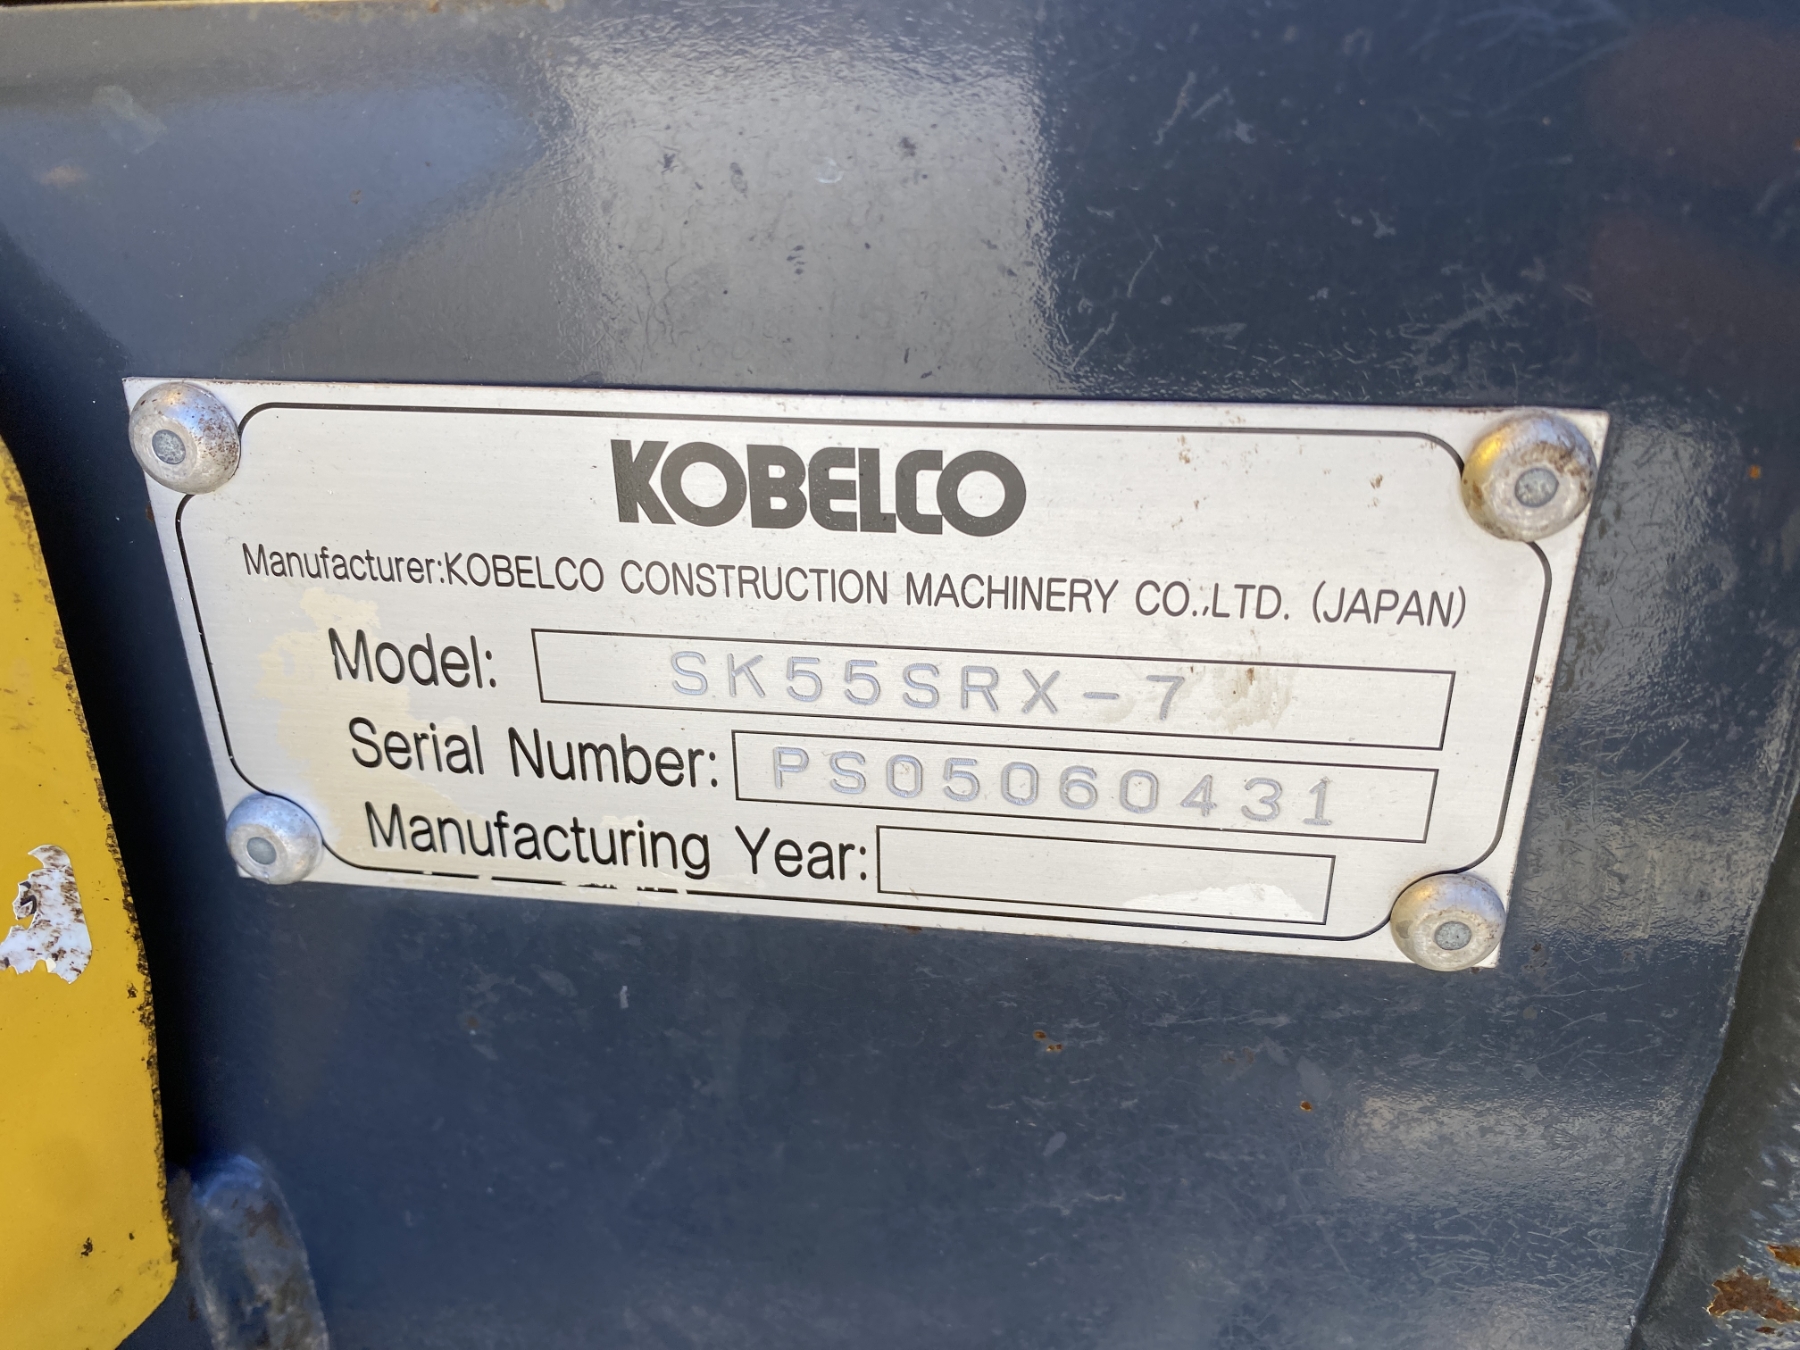 KOBELCO
Manufacturer:KOBELCO CONSTRUCTION MACHINERY CO.,LTD. (JAPAN)
Model: SK55SRX-7
Serial Number: PS05060431
Manufacturing Year: